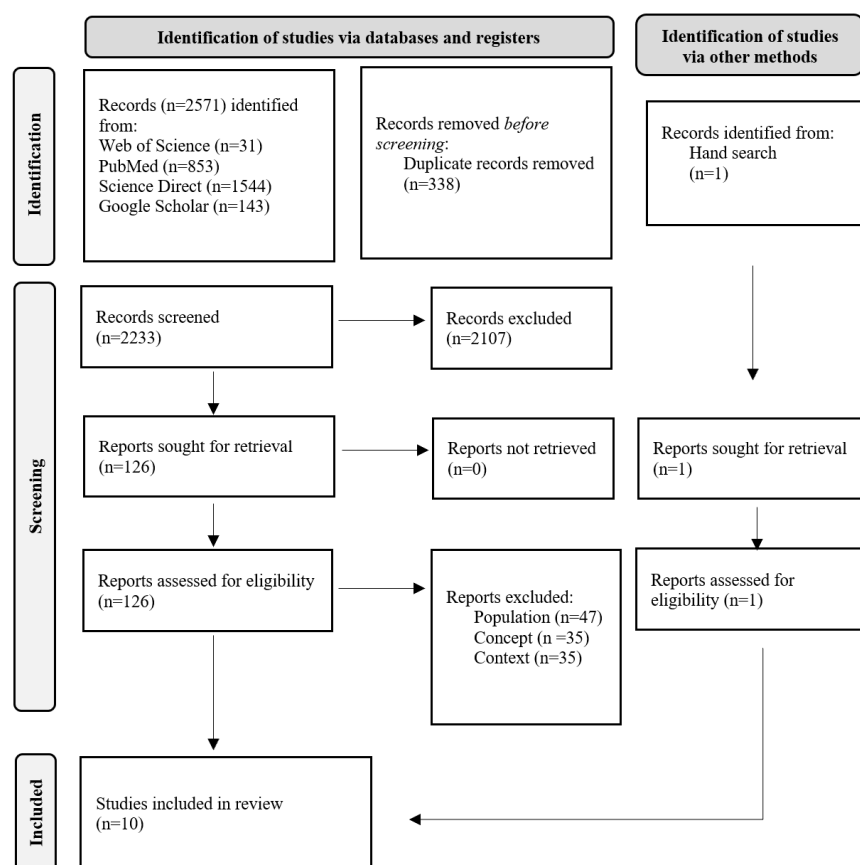 Identification of studies via databases and registers
Identification of studies
via other methods
Identification
Records (n=2571) identified
from:
Web of Science (n=31)
PubMed (n=853)
Science Direct (n=1544)
Google Scholar (n=143)
Records removed before
screening:
Duplicate records removed
(n=338)
Records identified from:
Hand search
(n=1)
Screening
Records screened
(n=2233)
Records excluded
(n=2107)
Reports sought for retrieval
(n=126)
Reports not retrieved
(n=0)
Reports sought for retrieval
(n=1)
Reports assessed for eligibility
(n=126)
Reports excluded:
Population (n=47)
Concept (n =35)
Context (n=35)
Reports assessed for
eligibility (n=1)
Included
Studies included in review
(n=10)